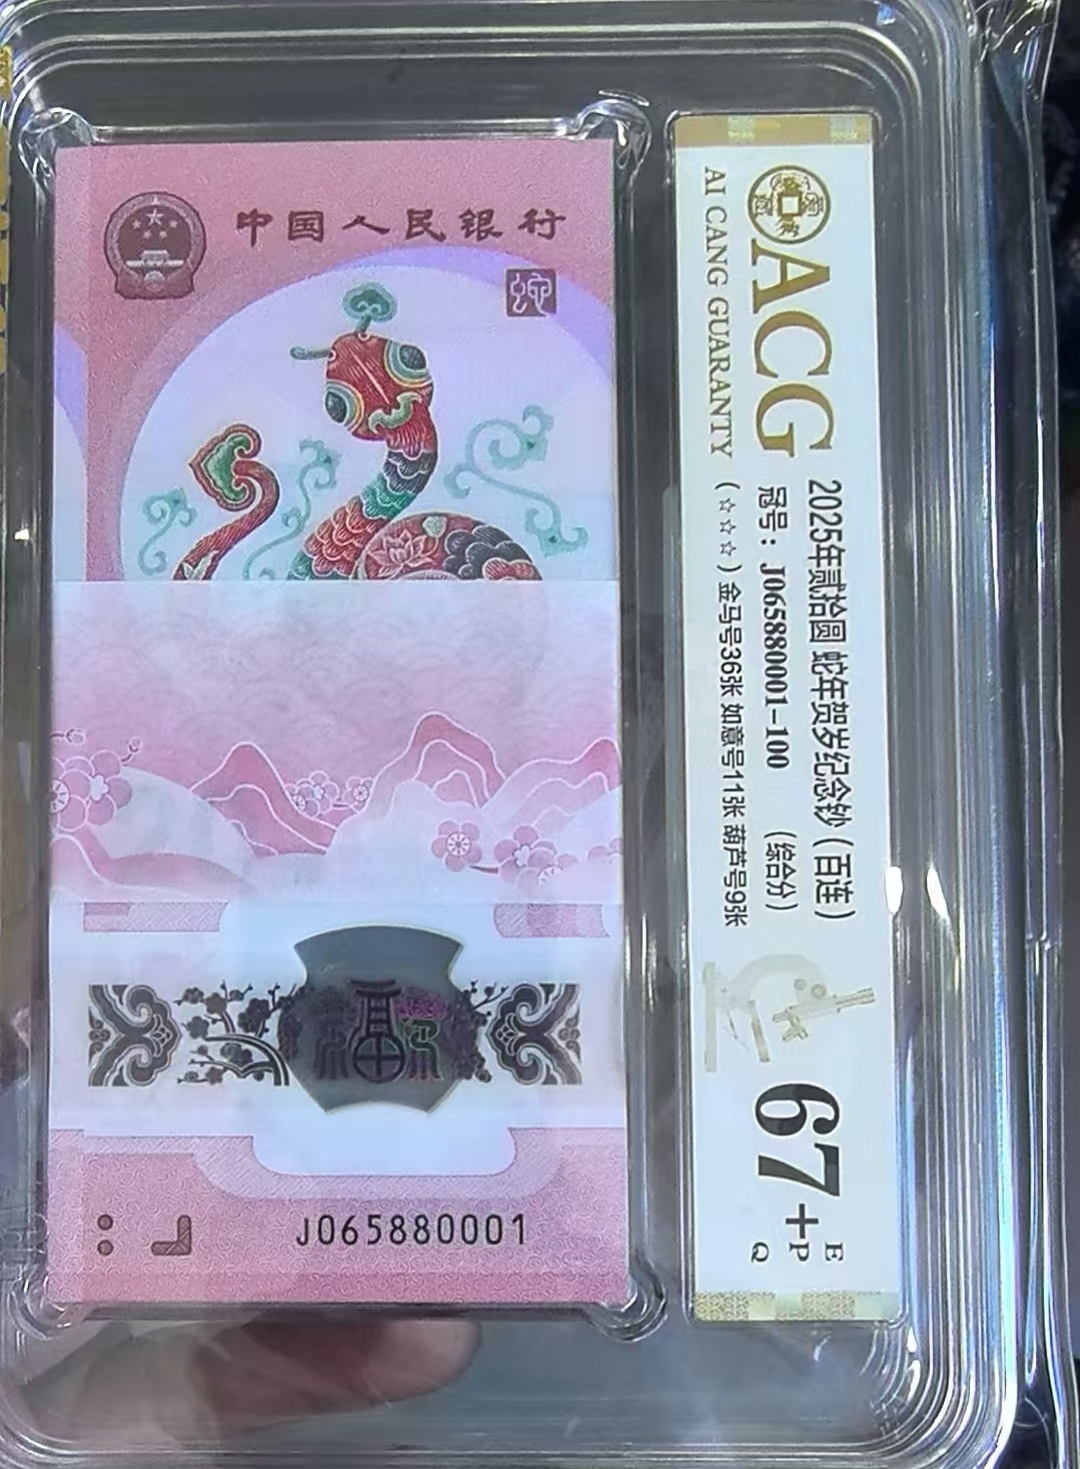 中国人民银行
蛇
福
J065880001
ACG
AI CANG GUARANTY
2025年贰拾圆 蛇年贺岁纪念钞(百连)
冠号:J065880001-100 (综合分)
(☆☆☆)金马号36张 如意号11张 葫芦号9张
67+
E
P
Q